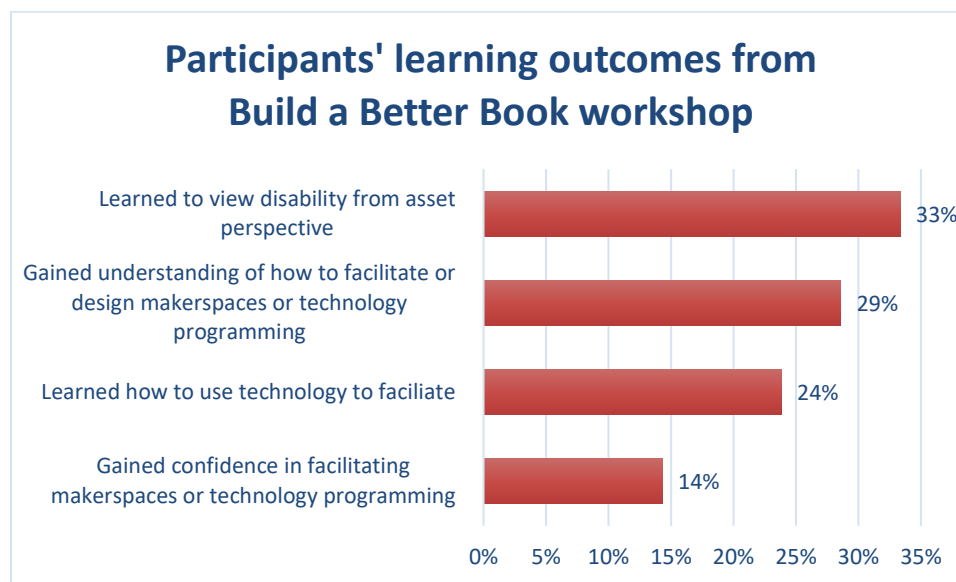 Participants' learning outcomes from
Build a Better Book workshop
Learned to view disability from asset
perspective
33%
Gained understanding of how to facilitate or
design makerspaces or technology
programming
29%
Learned how to use technology to faciliate
24%
Gained confidence in facilitating
makerspaces or technology programming
14%
0% 5% 10% 15% 20% 25% 30% 35%